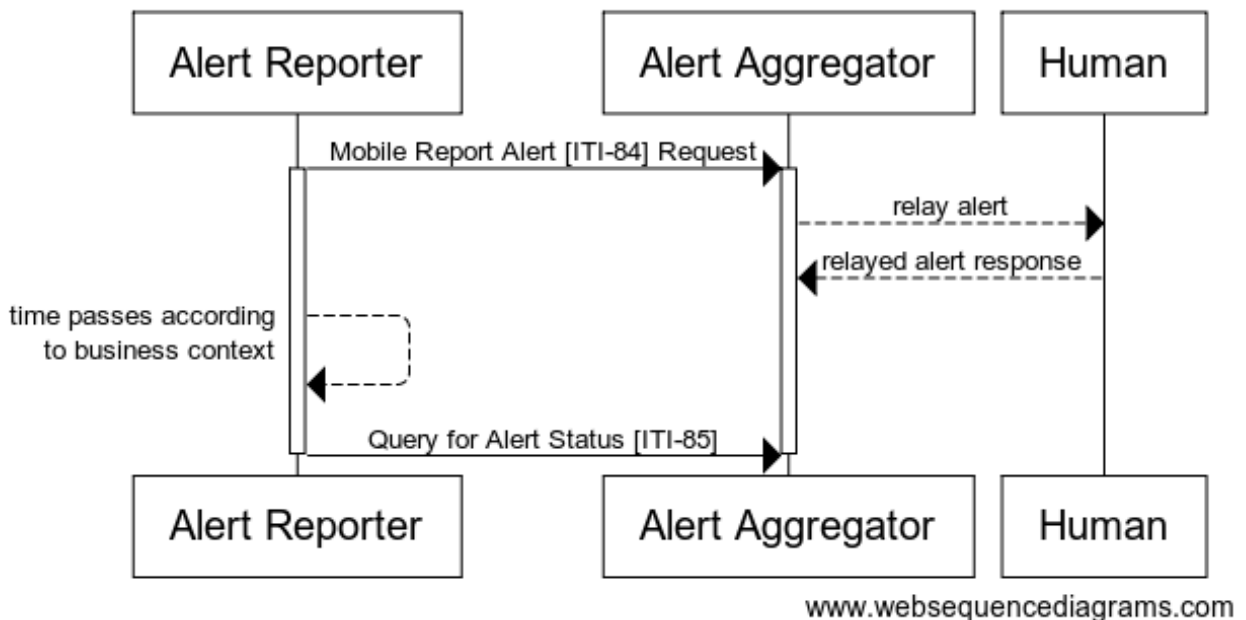 Alert Reporter
Alert Aggregator
Human
Mobile Report Alert [ITI-84] Request
relay alert
relayed alert response
time passes according
to business context
Query for Alert Status [ITI-85]
Alert Reporter
Alert Aggregator
Human
www.websequencediagrams.com